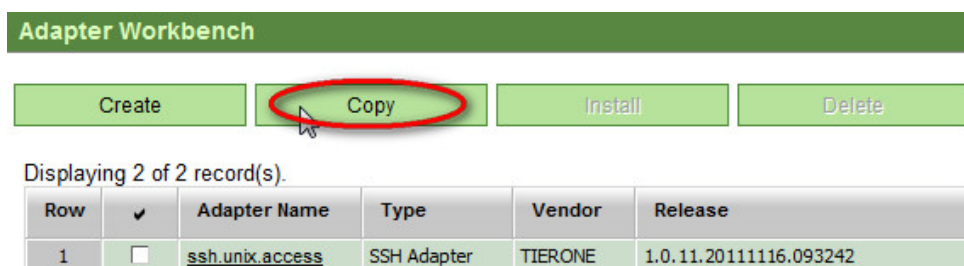 Adapter Workbench
Create Copy Install Delete
Displaying 2 of 2 record(s).
Row ✔ Adapter Name Type Vendor Release
1 ssh.unix.access SSH Adapter TIERONE 1.0.11.20111116.093242